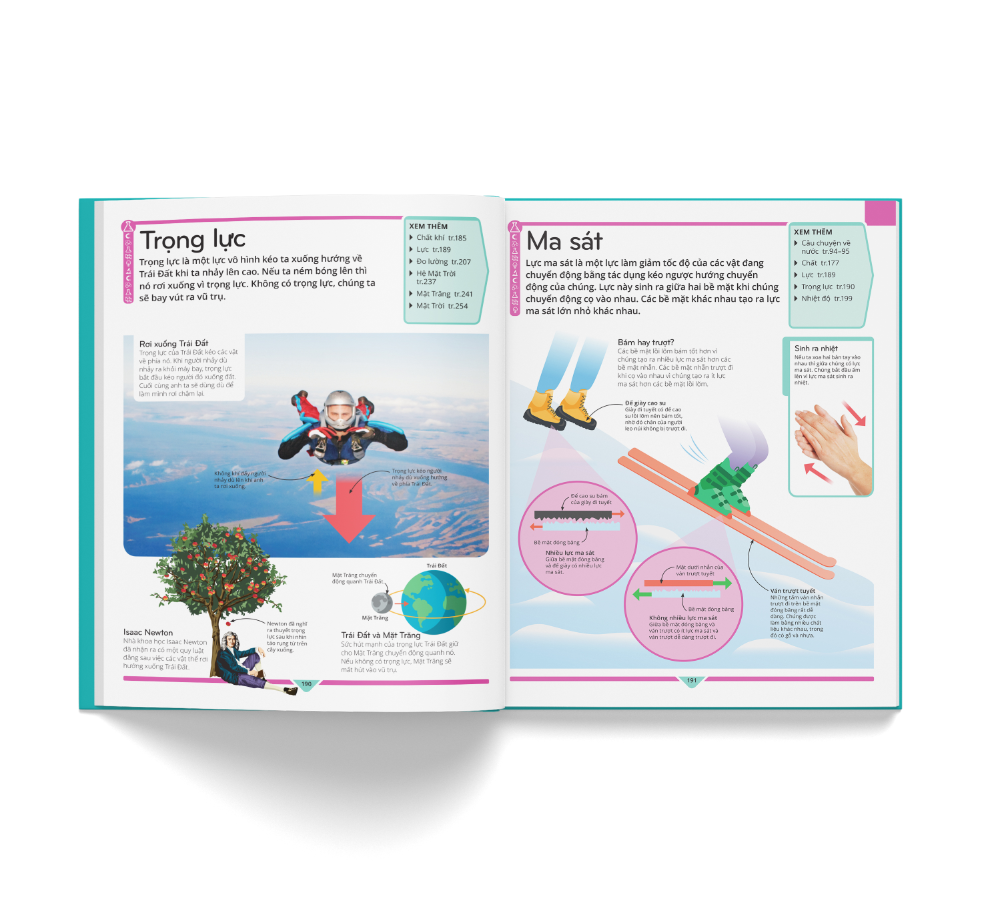 Trọng lực
Trọng lực là một lực vô hình kéo ta xuống hướng về
Trái Đất khi ta nhảy lên cao. Nếu ta ném bóng lên thì
nó rơi xuống vì trọng lực. Không có trọng lực, chúng ta
sẽ bay vút ra vũ trụ.
XEM THÊM
Chất khí tr.185
Lực tr.189
Đo lường tr.207
Hệ Mặt Trời
tr.237
Mặt Trăng tr.241
Mặt Trời tr.254
Rơi xuống Trái Đất
Trọng lực của Trái Đất kéo các vật
về phía nó. Khi người nhảy dù
nhảy ra khỏi máy bay, trọng lực
bắt đầu kéo người đó xuống đất.
Cuối cùng anh ta sẽ dùng dù để
làm mình rơi chậm lại.
Không khí đẩy người
nhảy dù lên khi anh
ta rơi xuống.
Trọng lực kéo người
nhảy dù xuống hướng
về phía Trái Đất.
Isaac Newton
Nhà khoa học Isaac Newton
đã nhận ra có một quy luật
đằng sau việc các vật thể rơi
hướng xuống Trái Đất.
Newton đã nghĩ
ra thuyết trọng
lực sau khi nhìn
táo rụng từ trên
cây xuống.
Mặt Trăng chuyển
động quanh Trái Đất.
Trái Đất
Mặt Trăng
Trái Đất và Mặt Trăng
Sức hút mạnh của trọng lực Trái Đất giữ
cho Mặt Trăng chuyển động quanh nó.
Nếu không có trọng lực, Mặt Trăng sẽ
mất hút vào vũ trụ.
190
Ma sát
Lực ma sát là một lực làm giảm tốc độ của các vật đang
chuyển động bằng tác dụng kéo ngược hướng chuyển
động của chúng. Lực này sinh ra giữa hai bề mặt khi chúng
chuyển động cọ vào nhau. Các bề mặt khác nhau tạo ra lực
ma sát lớn nhỏ khác nhau.
XEM THÊM
Câu chuyện về
nước tr.94–95
Chất tr.177
Lực tr.189
Trọng lực tr.190
Nhiệt độ tr.199
Bám hay trượt?
Các bề mặt lồi lõm bám tốt hơn vì
chúng tạo ra nhiều lực ma sát hơn các
bề mặt nhẵn. Các bề mặt nhẵn trượt đi
khi cọ vào nhau vì chúng tạo ra ít lực
ma sát hơn các bề mặt lồi lõm.
Đế giày cao su
Giày đi tuyết có đế cao
su lồi lõm nên bám tốt,
nhờ đó chân của người
leo núi không bị trượt đi.
Sinh ra nhiệt
Nếu ta xoa hai bàn tay vào
nhau thì giữa chúng có lực
ma sát. Chúng bắt đầu ấm
lên vì lực ma sát sinh ra
nhiệt.
Đế cao su bám
của giày đi tuyết
Bề mặt đóng băng
Nhiều lực ma sát
Giữa bề mặt đóng băng
và đế giày có nhiều lực
ma sát.
Mặt dưới nhẵn của
ván trượt tuyết
Bề mặt đóng băng
Không nhiều lực ma sát
Giữa bề mặt đóng băng và
ván trượt có ít lực ma sát và
ván trượt dễ dàng trượt đi.
Ván trượt tuyết
Những tấm ván nhẵn
trượt đi trên bề mặt
đóng băng rất dễ
dàng. Chúng được
làm bằng nhiều chất
liệu khác nhau, trong
đó có gỗ và nhựa.
191